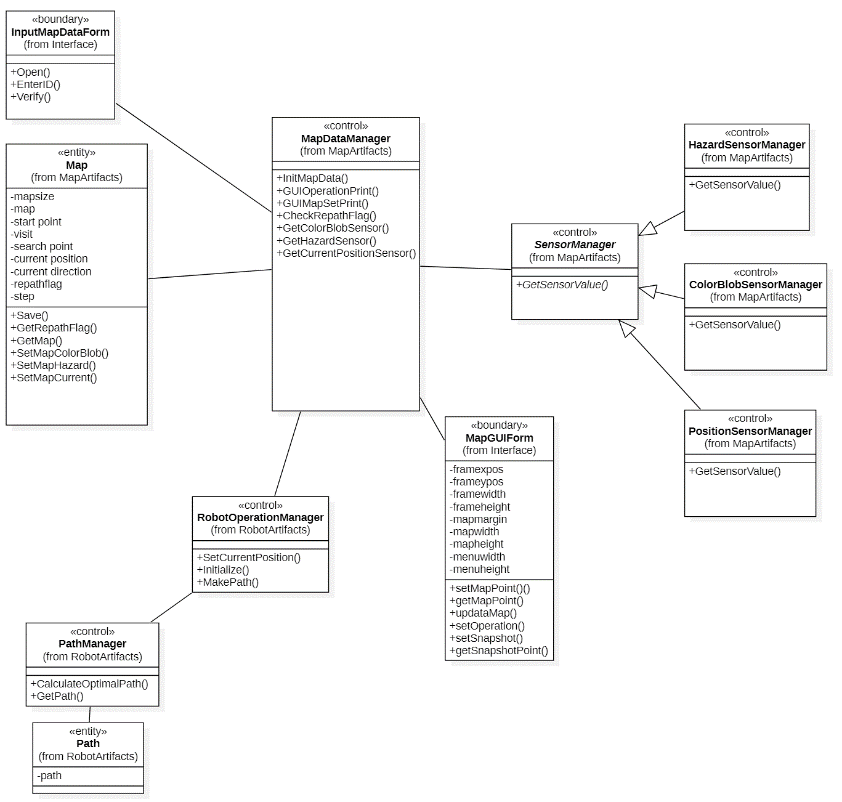 «boundary»
InputMapDataForm
(from Interface)
+Open()
+EnterID()
+Verify()
«entity»
Map
(from MapArtifacts)
-mapsize
-map
-start point
-visit
-search point
-current position
-current direction
-repathflag
-step
+Save()
+GetRepathFlag()
+GetMap()
+SetMapColorBlob()
+SetMapHazard()
+SetMapCurrent()
«control»
MapDataManager
(from MapArtifacts)
+InitMapData()
+GUIOperationPrint()
+GUIMapSetPrint()
+CheckRepathFlag()
+GetColorBlobSensor()
+GetHazardSensor()
+GetCurrentPositionSensor()
«control»
SensorManager
(from MapArtifacts)
+GetSensorValue()
«control»
HazardSensorManager
(from MapArtifacts)
+GetSensorValue()
«control»
ColorBlobSensorManager
(from MapArtifacts)
+GetSensorValue()
«control»
PositionSensorManager
(from MapArtifacts)
+GetSensorValue()
«boundary»
MapGUIForm
(from Interface)
-framexpos
-frameypos
-framewidth
-frameheight
-mapmargin
-mapwidth
-mapheight
-menuwidth
-menuheight
+setMapPoint()()
+getMapPoint()
+updataMap()
+setOperation()
+setSnapshot()
+getSnapshotPoint()
«control»
RobotOperationManager
(from RobotArtifacts)
+SetCurrentPosition()
+Initialize()
+MakePath()
«control»
PathManager
(from RobotArtifacts)
+CalculateOptimalPath()
+GetPath()
«entity»
Path
(from RobotArtifacts)
-path